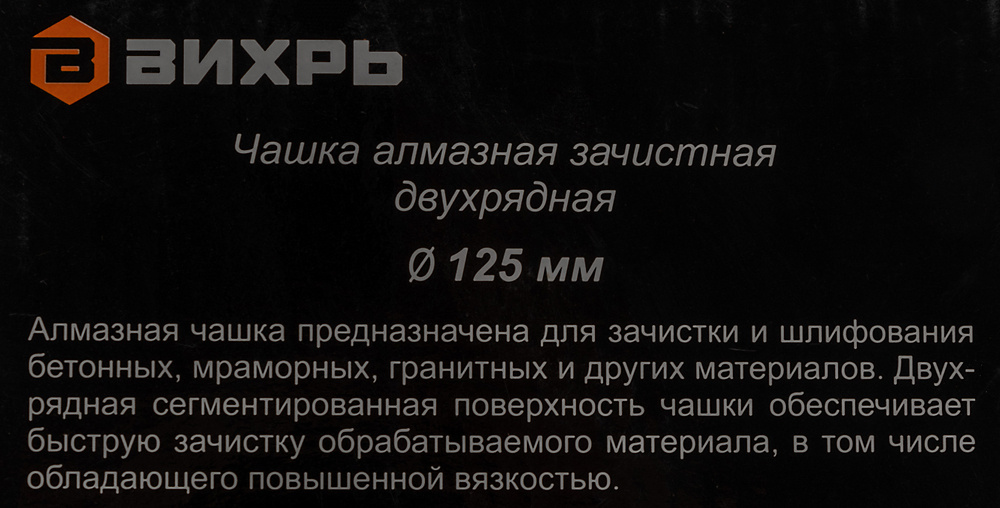 ВИХРЬ
Чашка алмазная зачистная
двухрядная
Ø 125 мм
Алмазная чашка предназначена для зачистки и шлифования
бетонных, мраморных, гранитных и других материалов. Двух-
рядная сегментированная поверхность чашки обеспечивает
быструю зачистку обрабатываемого материала, в том числе
обладающего повышенной вязкостью.